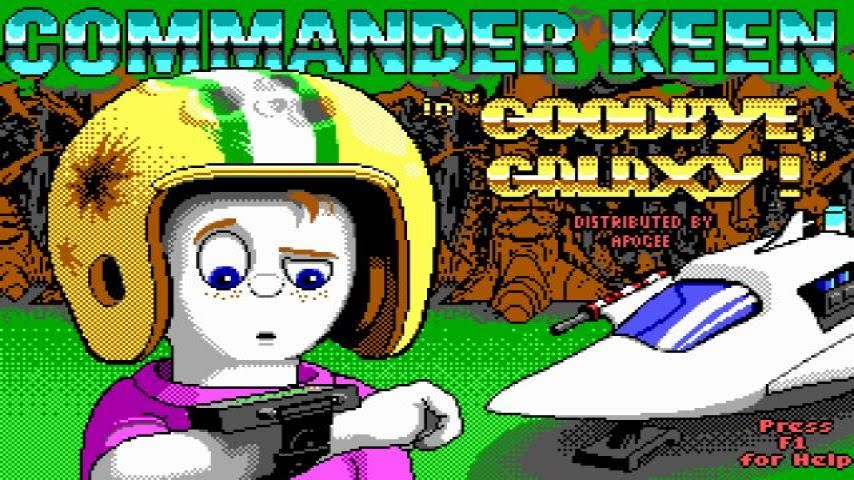 COMMANDER KEEN
in "GOODBYE,
GALAXY!"
DISTRIBUTED BY
APOGEE
Press
F1
for Help